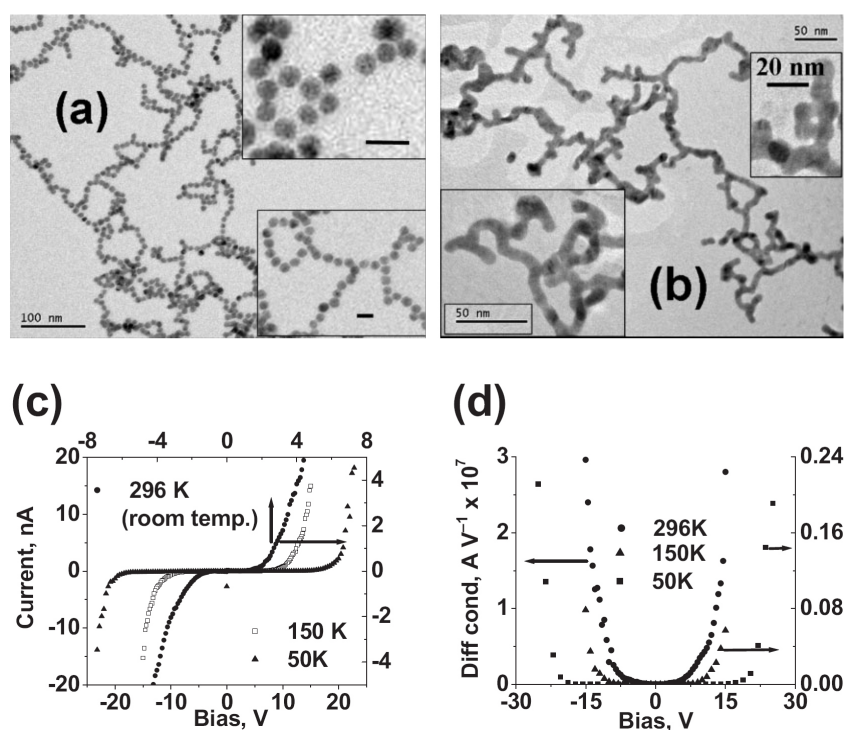 (a)
100 nm
50 nm
20 nm
50 nm
(b)
(c)
-8 -4 0 4 8
20
10
0
-10
-20
Current, nA
4
2
0
-2
-4
296 K
(room temp.)
150 K
50K
-20 -10 0 10 20
Bias, V
(d)
3
2
1
0
Diff cond, A V⁻¹ x 10⁷
0.24
0.16
0.08
0.00
296K
150K
50K
-30 -15 0 15 30
Bias, V